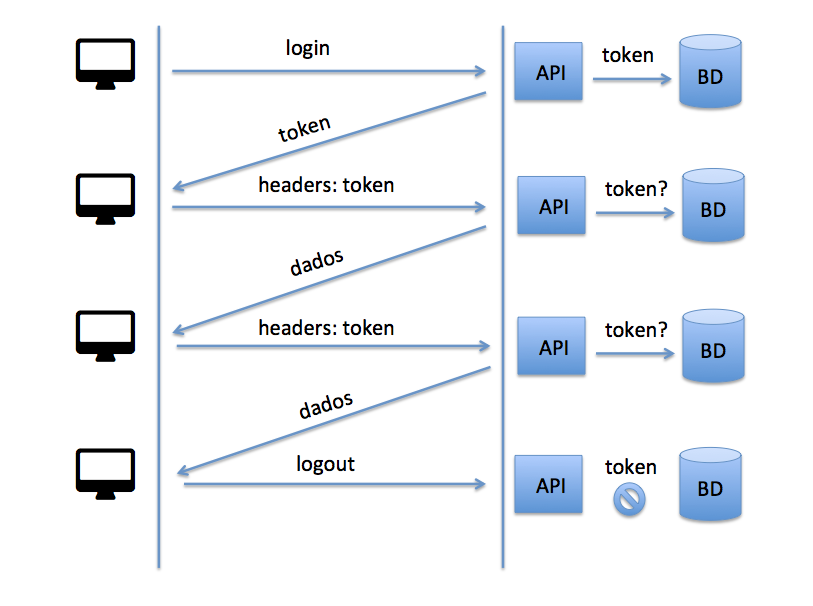 login
API
token
BD
token
headers: token
API
token?
BD
dados
headers: token
API
token?
BD
dados
logout
API
token
BD